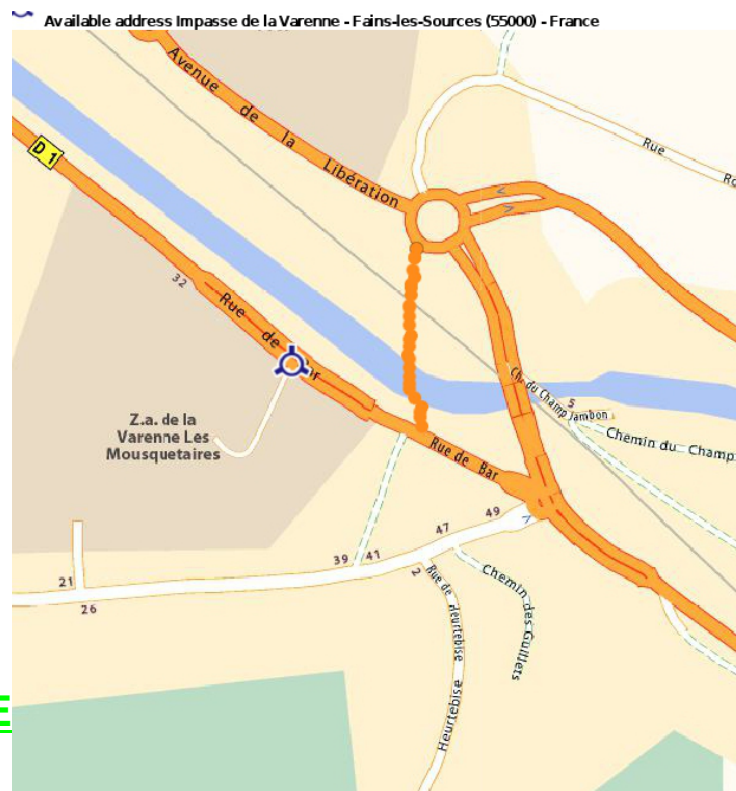 Available address Impasse de la Varenne - Fains-les-Sources (55000) - France
Avenue de la Libération
Rue
Ro
D 1
32
Rue de Bar
Ch. du Champ Jambon
5
Chemin du Champ
Z.a. de la
Varenne Les
Mousquetaires
Rue de Bar
49
47
39
41
2
21
26
Rue de Heurtebise
Chemin des Guillets
Heurtebise
E